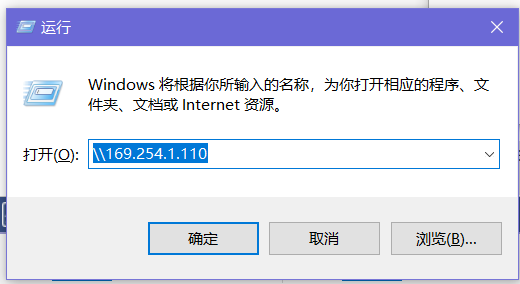 运行
Windows 将根据你所输入的名称，为你打开相应的程序、文
件夹、文档或 Internet 资源。
打开(O): \\169.254.1.110
确定 取消 浏览(B)...